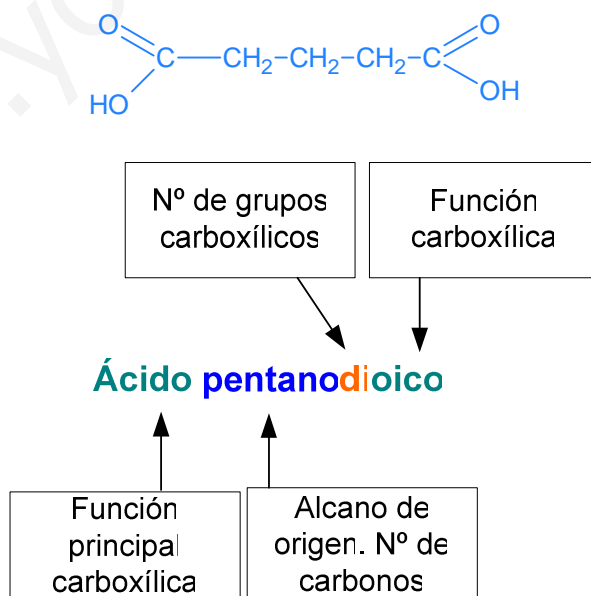 O O
C—CH₂–CH₂–CH₂–C
HO OH
Nº de grupos
carboxílicos
Función
carboxílica
Ácido pentanodioico
Función
principal
carboxílica
Alcano de
origen. Nº de
carbonos